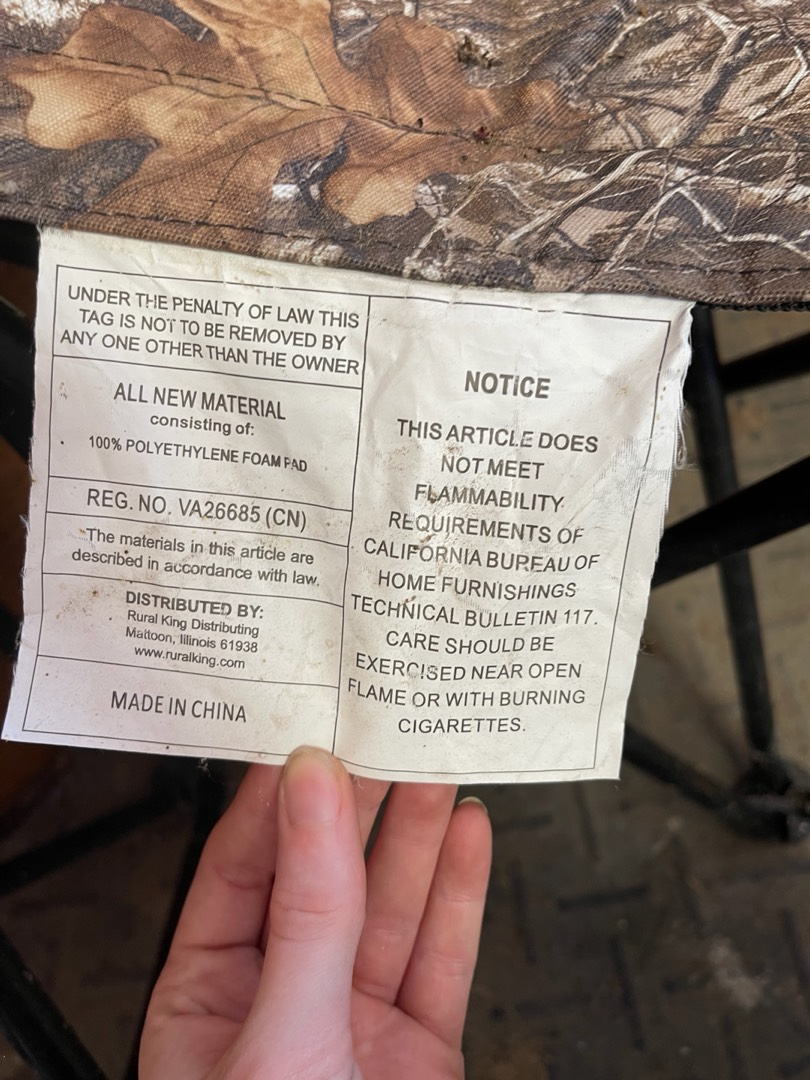 UNDER THE PENALTY OF LAW THIS
TAG IS NOT TO BE REMOVED BY
ANY ONE OTHER THAN THE OWNER
ALL NEW MATERIAL
consisting of:
100% POLYETHYLENE FOAM PAD
REG. NO. VA26685 (CN)
The materials in this article are
described in accordance with law.
DISTRIBUTED BY:
Rural King Distributing
Mattoon, Illinois 61938
www.ruralking.com
MADE IN CHINA
NOTICE
THIS ARTICLE DOES
NOT MEET
FLAMMABILITY
REQUIREMENTS OF
CALIFORNIA BUREAU OF
HOME FURNISHINGS
TECHNICAL BULLETIN 117.
CARE SHOULD BE
EXERCISED NEAR OPEN
FLAME OR WITH BURNING
CIGARETTES.